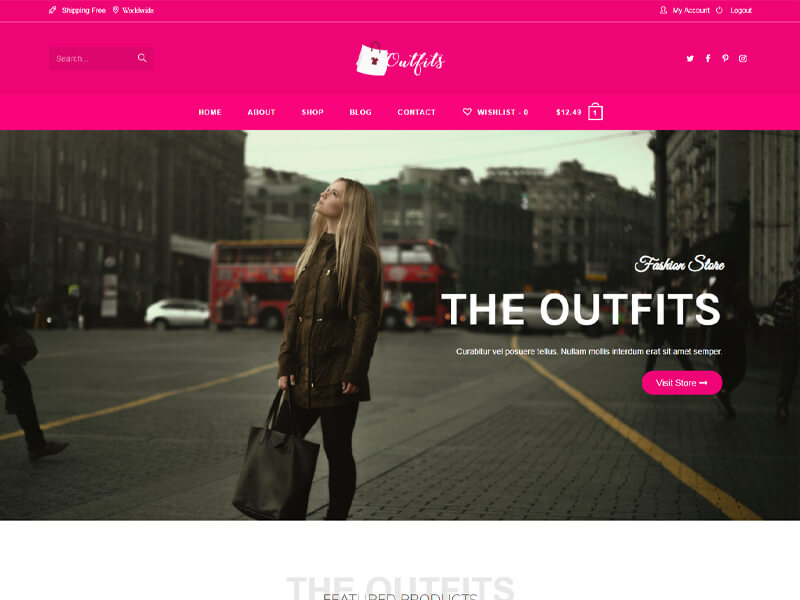 Shipping Free Worldwide
My Account Logout
Search...
Outfits
HOME ABOUT SHOP BLOG CONTACT WISHLIST - 0 $12.49 1
Fashion Store
THE OUTFITS
Curabitur vel posuere tellus. Nullam mollis interdum erat sit amet semper.
Visit Store
THE OUTFITS
FEATURED PRODUCTS